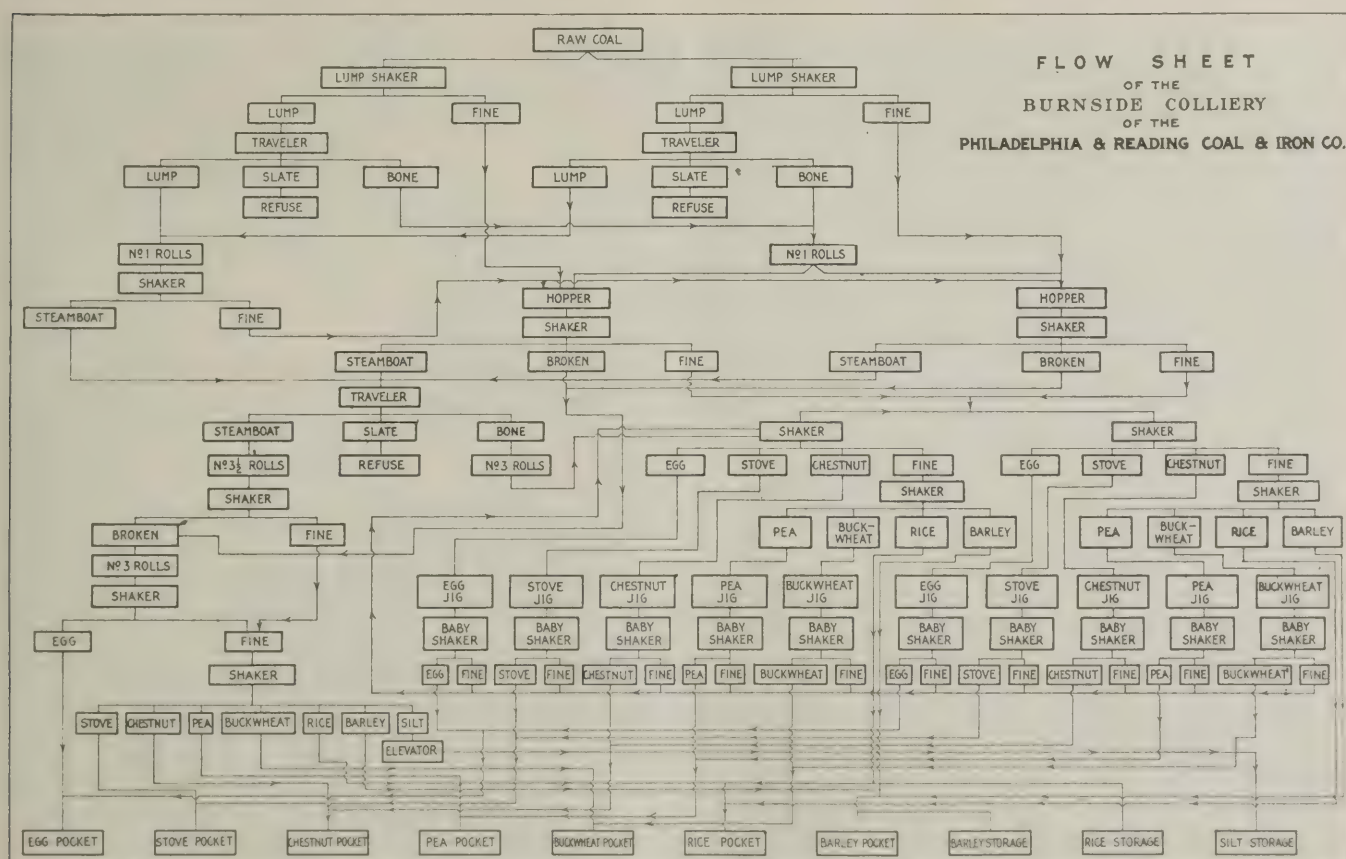 RAW COAL
FLOW SHEET
OF THE
BURNSIDE COLLIERY
OF THE
PHILADELPHIA & READING COAL & IRON CO.
LUMP SHAKER
LUMP SHAKER
LUMP
FINE
LUMP
FINE
TRAVELER
TRAVELER
LUMP
SLATE
BONE
LUMP
SLATE
BONE
REFUSE
REFUSE
Nº1 ROLLS
Nº1 ROLLS
SHAKER
HOPPER
HOPPER
STEAMBOAT
FINE
SHAKER
SHAKER
STEAMBOAT
BROKEN
FINE
STEAMBOAT
BROKEN
FINE
TRAVELER
STEAMBOAT
SLATE
BONE
SHAKER
SHAKER
Nº3½ ROLLS
REFUSE
Nº3 ROLLS
EGG
STOVE
CHESTNUT
FINE
EGG
STOVE
CHESTNUT
FINE
SHAKER
SHAKER
SHAKER
BROKEN
FINE
PEA
BUCK-
WHEAT
RICE
BARLEY
PEA
BUCK-
WHEAT
RICE
BARLEY
Nº3 ROLLS
SHAKER
EGG
JIG
STOVE
JIG
CHESTNUT
JIG
PEA
JIG
BUCKWHEAT
JIG
EGG
JIG
STOVE
JIG
CHESTNUT
JIG
PEA
JIG
BUCKWHEAT
JIG
EGG
FINE
BABY
SHAKER
BABY
SHAKER
BABY
SHAKER
BABY
SHAKER
BABY
SHAKER
BABY
SHAKER
BABY
SHAKER
BABY
SHAKER
BABY
SHAKER
BABY
SHAKER
SHAKER
EGG
FINE
STOVE
FINE
CHESTNUT
FINE
PEA
FINE
BUCKWHEAT
FINE
EGG
FINE
STOVE
FINE
CHESTNUT
FINE
PEA
FINE
BUCKWHEAT
FINE
STOVE
CHESTNUT
PEA
BUCKWHEAT
RICE
BARLEY
SILT
ELEVATOR
EGG POCKET
STOVE POCKET
CHESTNUT POCKET
PEA POCKET
BUCKWHEAT POCKET
RICE POCKET
BARLEY POCKET
BARLEY STORAGE
RICE STORAGE
SILT STORAGE